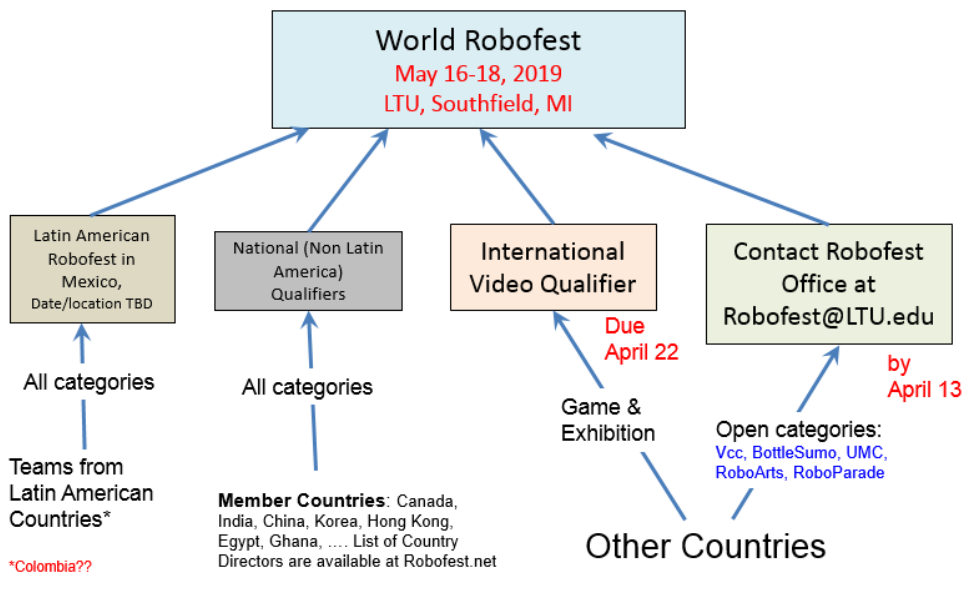 World Robofest
May 16-18, 2019
LTU, Southfield, MI
Latin American
Robofest in
Mexico,
Date/location TBD
National (Non Latin
America)
Qualifiers
International
Video Qualifier
Contact Robofest
Office at
Robofest@LTU.edu
Due
April 22
by
April 13
All categories
All categories
Game &
Exhibition
Open categories:
Vcc, BottleSumo, UMC,
RoboArts, RoboParade
Teams from
Latin American
Countries*
Member Countries: Canada,
India, China, Korea, Hong Kong,
Egypt, Ghana, …. List of Country
Directors are available at Robofest.net
Other Countries
*Colombia??